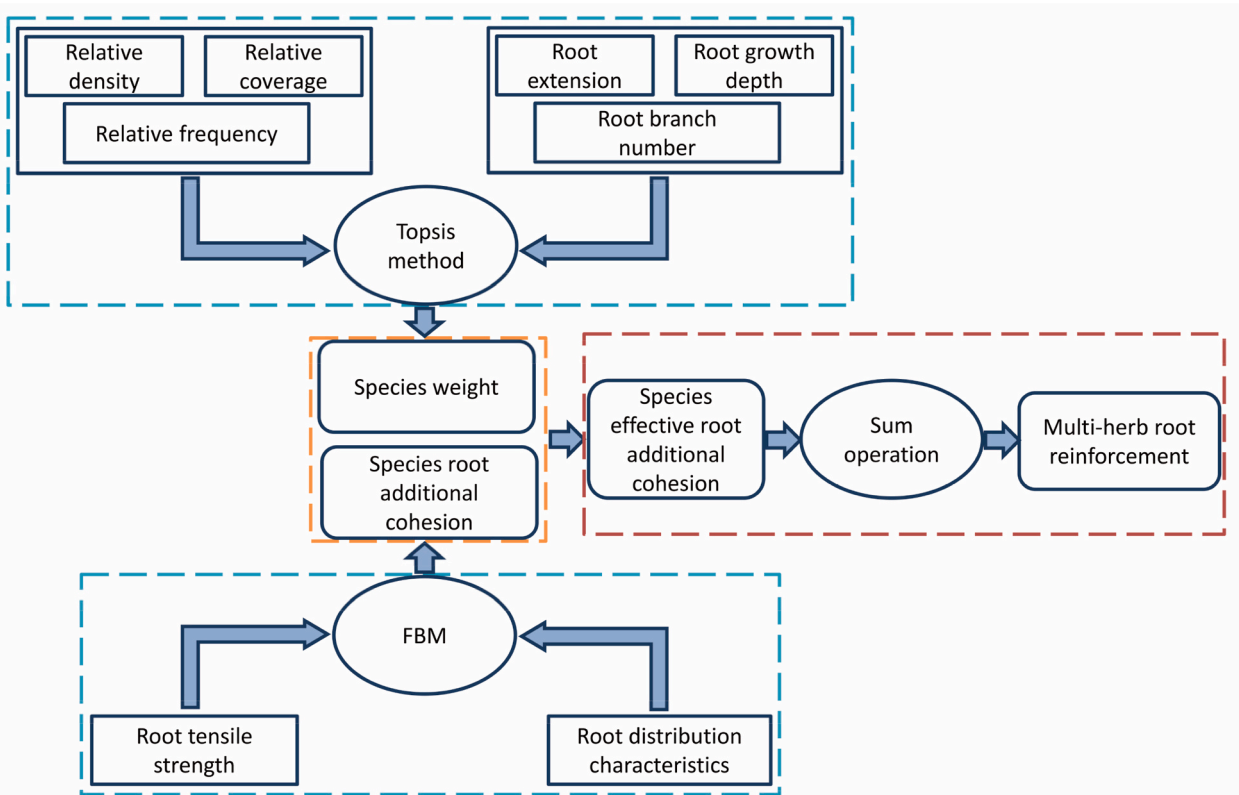 Relative
density
Relative
coverage
Relative frequency
Root
extension
Root growth
depth
Root branch
number
Topsis
method
Species weight
Species root
additional
cohesion
Species
effective root
additional
cohesion
Sum
operation
Multi-herb root
reinforcement
FBM
Root tensile
strength
Root distribution
characteristics